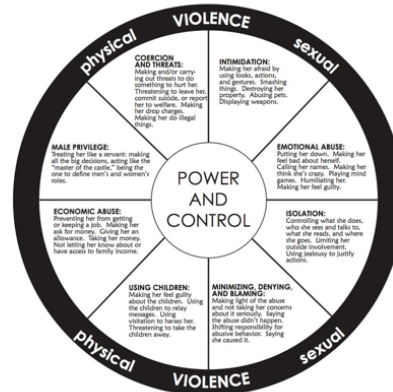 physical VIOLENCE sexual
COERCION
AND THREATS:
Making and/or carry-
ing out threats to do
something to hurt her.
Threatening to leave her,
commit suicide, or report
her to welfare. Making
her drop charges.
Making her do illegal
things.
INTIMIDATION:
Making her afraid by
using looks, actions,
and gestures. Smashing
things. Destroying her
property. Abusing pets.
Displaying weapons.
MALE PRIVILEGE:
Treating her like a servant: making
all the big decisions, acting like the
"master of the castle," being the
one to define men's and women's
roles.
EMOTIONAL ABUSE:
Putting her down. Making her
feel bad about herself.
Calling her names. Making her
think she's crazy. Playing mind
games. Humiliating her.
Making her feel guilty.
POWER
AND
CONTROL
ECONOMIC ABUSE:
Preventing her from getting
or keeping a job. Making her
ask for money. Giving her an
allowance. Taking her money.
Not letting her know about or
have access to family income.
ISOLATION:
Controlling what she does,
who she sees and talks to,
what she reads, and where
she goes. Limiting her
outside involvement.
Using jealousy to justify
actions.
USING CHILDREN:
Making her feel guilty
about the children. Using
the children to relay
messages. Using
visitation to harass her.
Threatening to take the
children away.
MINIMIZING, DENYING,
AND BLAMING:
Making light of the abuse
and not taking her concerns
about it seriously. Saying
the abuse didn't happen.
Shifting responsibility for
abusive behavior. Saying
she caused it.
physical VIOLENCE sexual